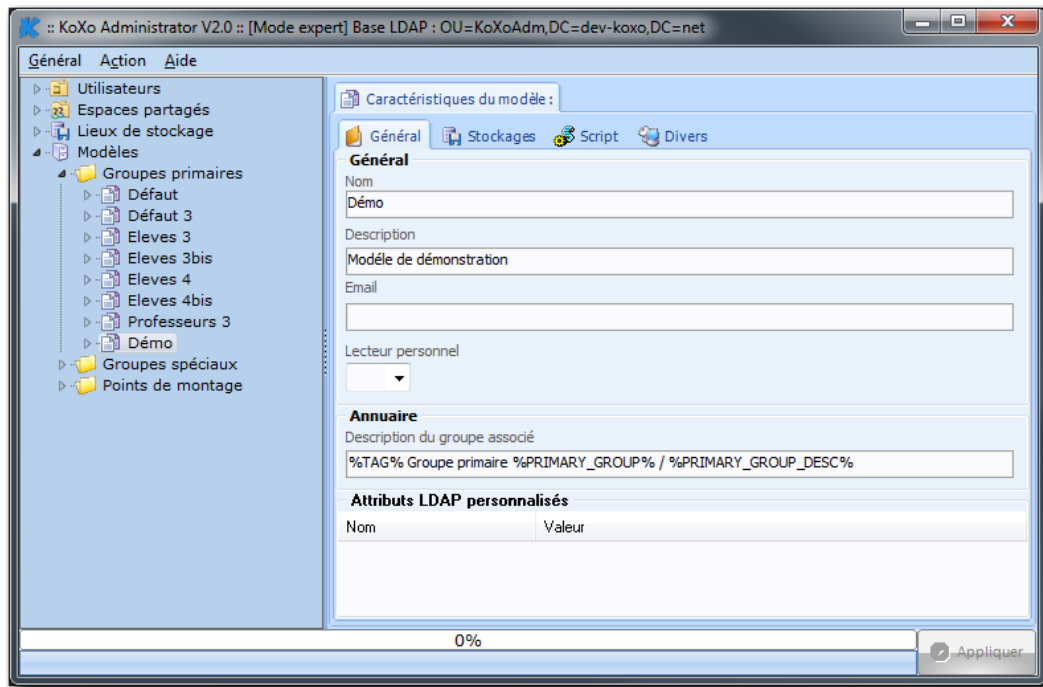 :: KoXo Administrator V2.0 :: [Mode expert] Base LDAP : OU=KoXoAdm,DC=dev-koxo,DC=net
Général Action Aide
Utilisateurs
Espaces partagés
Lieux de stockage
Modèles
Groupes primaires
Défaut
Défaut 3
Eleves 3
Eleves 3bis
Eleves 4
Eleves 4bis
Professeurs 3
Démo
Groupes spéciaux
Points de montage
Caractéristiques du modèle :
Général Stockages Script Divers
Général
Nom
Démo
Description
Modéle de démonstration
Email
Lecteur personnel
Annuaire
Description du groupe associé
%TAG% Groupe primaire %PRIMARY_GROUP% / %PRIMARY_GROUP_DESC%
Attributs LDAP personnalisés
Nom Valeur
0%
Appliquer